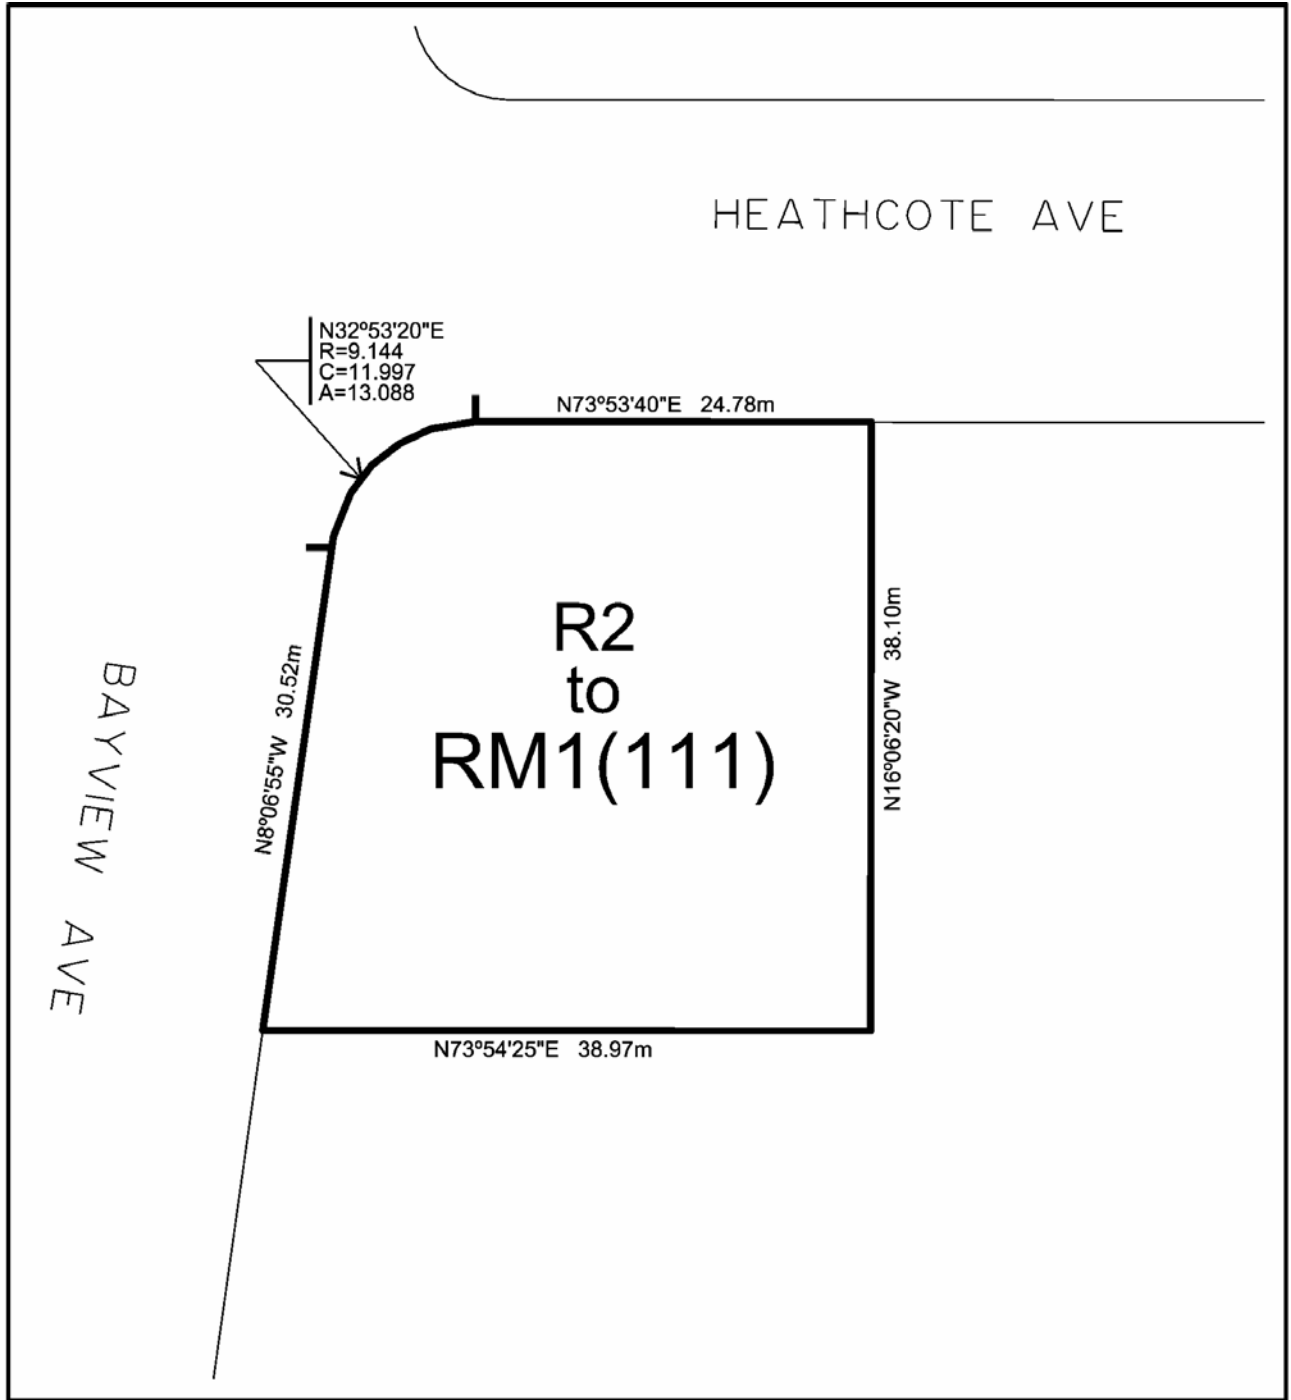 HEATHCOTE AVE
N32º53'20"E
R=9.144
C=11.997
A=13.088
N73º53'40"E 24.78m
R2
to
RM1(111)
N16º06'20"W 38.10m
N8º06'55"W 30.52m
BAYVIEW AVE
N73º54'25"E 38.97m